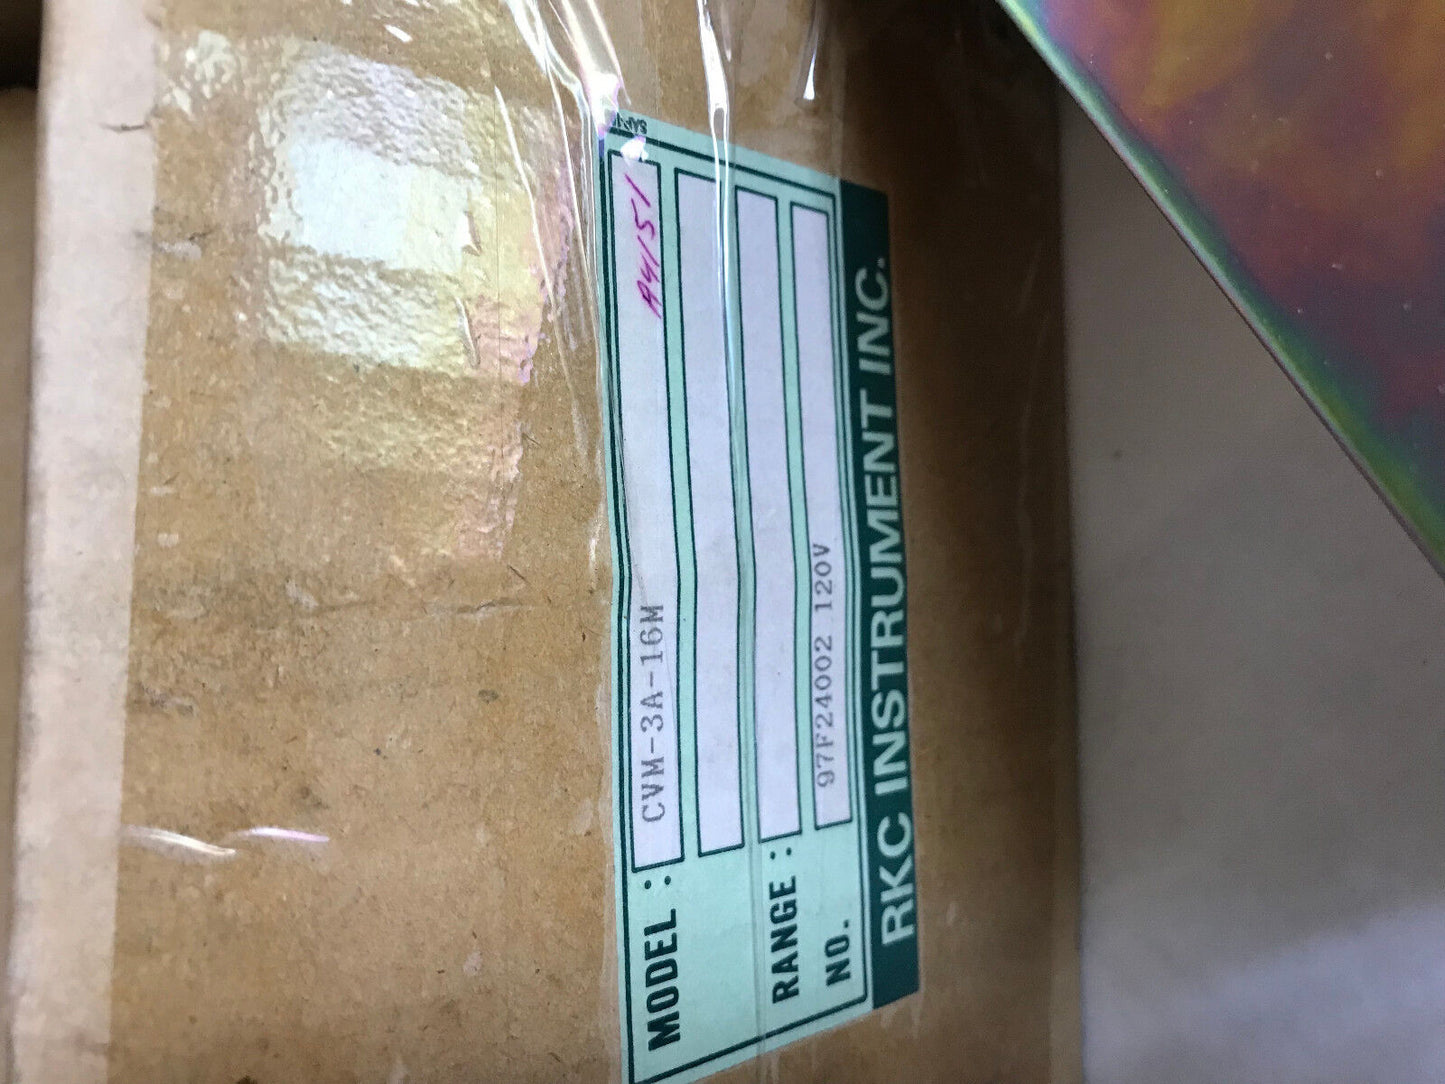 MODEL : CVM-3A-16M A4151
RANGE :
NO. 97F24002 120V
RKC INSTRUMENT INC.